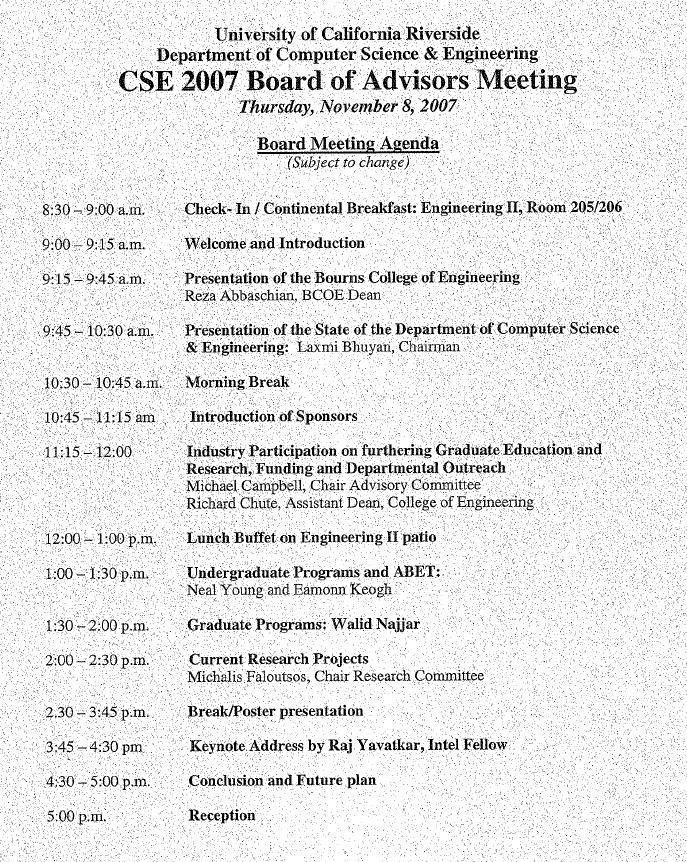 University of California Riverside
Department of Computer Science & Engineering
CSE 2007 Board of Advisors Meeting
Thursday, November 8, 2007
Board Meeting Agenda
(Subject to change)
8:30 – 9:00 a.m. Check- In / Continental Breakfast: Engineering II, Room 205/206
9:00 – 9:15 a.m. Welcome and Introduction
9:15 – 9:45 a.m. Presentation of the Bourns College of Engineering
Reza Abbaschian, BCOE Dean
9:45 – 10:30 a.m. Presentation of the State of the Department of Computer Science
& Engineering: Laxmi Bhuyan, Chairman
10:30 – 10:45 a.m. Morning Break
10:45 – 11:15 am Introduction of Sponsors
11:15 – 12:00 Industry Participation on furthering Graduate Education and
Research, Funding and Departmental Outreach
Michael Campbell, Chair Advisory Committee
Richard Chute, Assistant Dean, College of Engineering
12:00 – 1:00 p.m. Lunch Buffet on Engineering II patio
1:00 – 1:30 p.m. Undergraduate Programs and ABET:
Neal Young and Eamonn Keogh
1:30 – 2:00 p.m. Graduate Programs: Walid Najjar
2:00 – 2:30 p.m. Current Research Projects
Michalis Faloutsos, Chair Research Committee
2.30 – 3:45 p.m. Break/Poster presentation
3:45 – 4:30 pm Keynote Address by Raj Yavatkar, Intel Fellow
4:30 – 5:00 p.m. Conclusion and Future plan
5:00 p.m. Reception